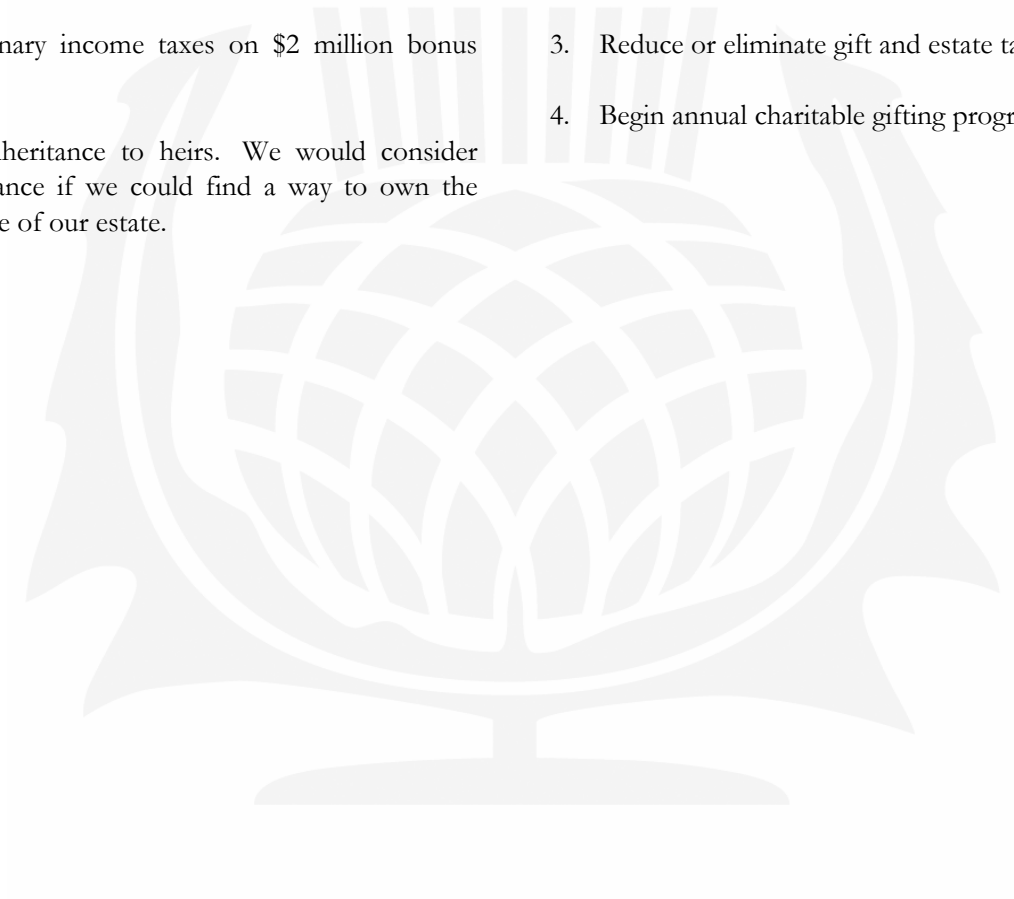 nary income taxes on $2 million bonus
heritance to heirs. We would consider
ance if we could find a way to own the
e of our estate.
3. Reduce or eliminate gift and estate ta
4. Begin annual charitable gifting progr